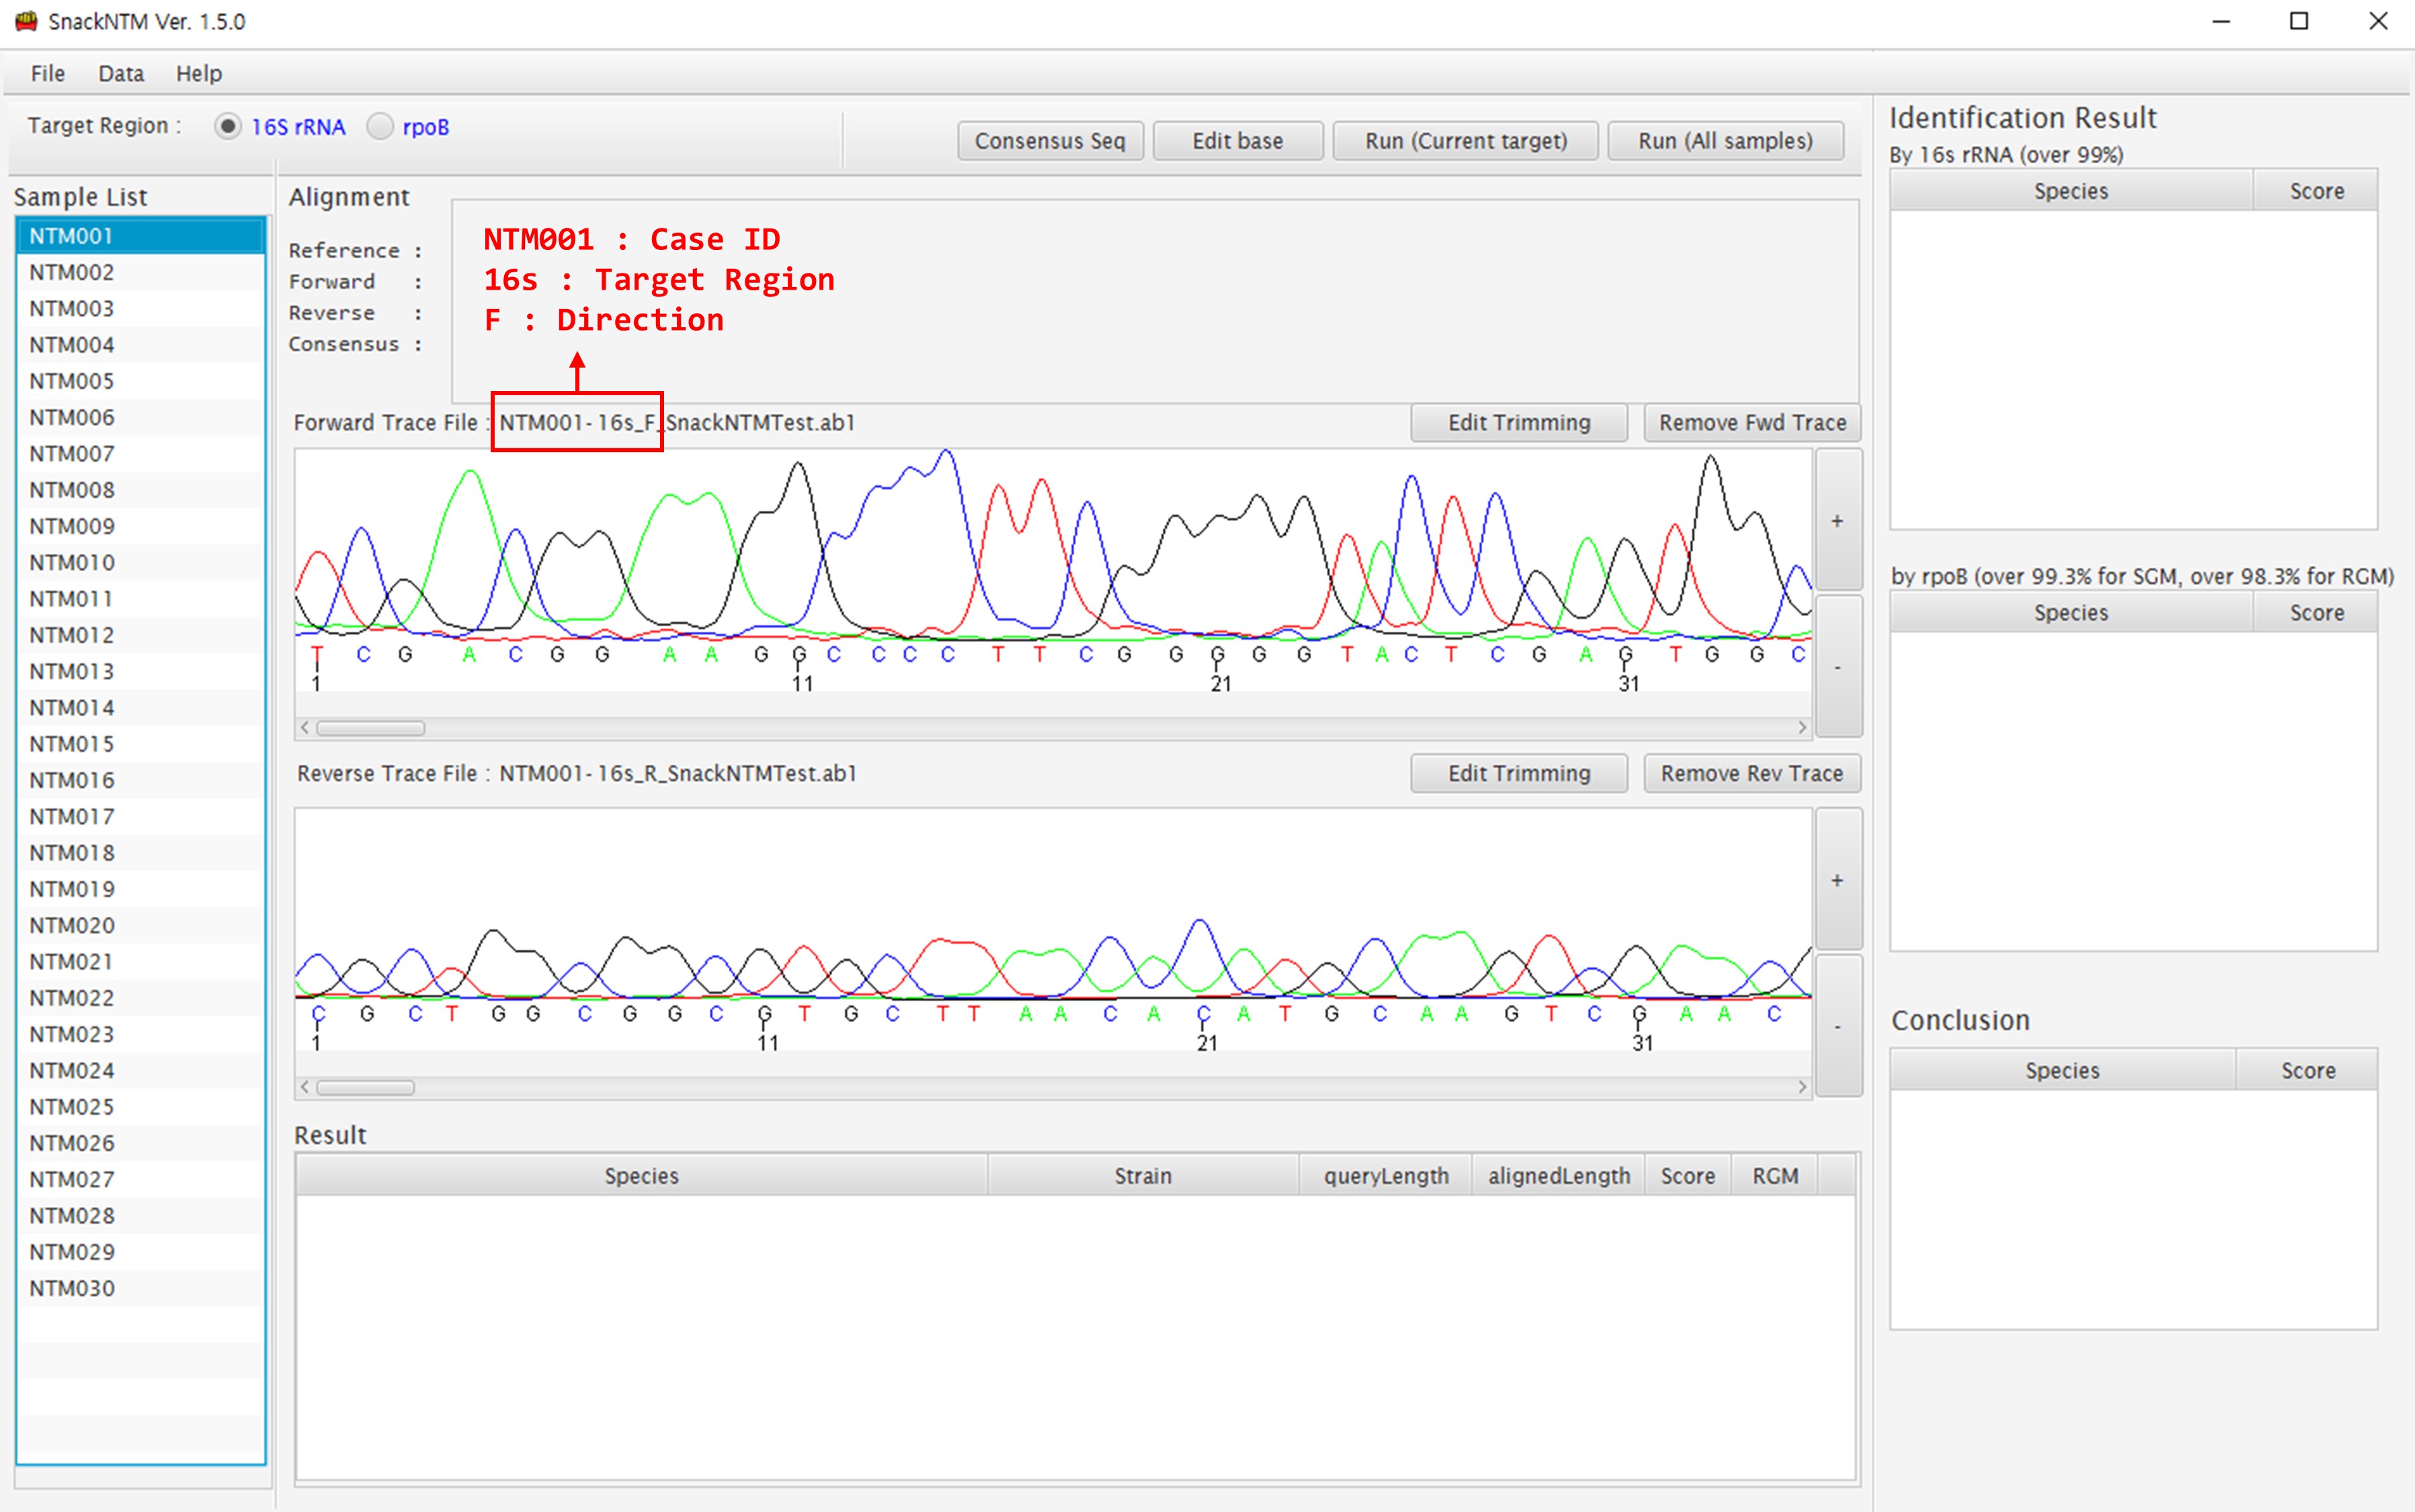 SnackNTM Ver. 1.5.0
File Data Help
Target Region : 16S rRNA rpoB
Consensus Seq Edit base Run (Current target) Run (All samples)
Sample List
NTM001
NTM002
NTM003
NTM004
NTM005
NTM006
NTM007
NTM008
NTM009
NTM010
NTM011
NTM012
NTM013
NTM014
NTM015
NTM016
NTM017
NTM018
NTM019
NTM020
NTM021
NTM022
NTM023
NTM024
NTM025
NTM026
NTM027
NTM028
NTM029
NTM030
Alignment
Reference :
Forward :
Reverse :
Consensus :
NTM001 : Case ID
16s : Target Region
F : Direction
Forward Trace File : NTM001-16s_F_SnackNTMTest.ab1
Edit Trimming Remove Fwd Trace
+
-
T C G A C G G A A G G C C C C T T C G G G G G T A C T C G A G T G G C
1 11 21 31
Reverse Trace File : NTM001-16s_R_SnackNTMTest.ab1
Edit Trimming Remove Rev Trace
+
-
C G C T G G C G G C G T G C T T A A C A C A T G C A A G T C G A A C
1 11 21 31
Result
Species Strain queryLength alignedLength Score RGM
Identification Result
By 16s rRNA (over 99%)
Species Score
by rpoB (over 99.3% for SGM, over 98.3% for RGM)
Species Score
Conclusion
Species Score